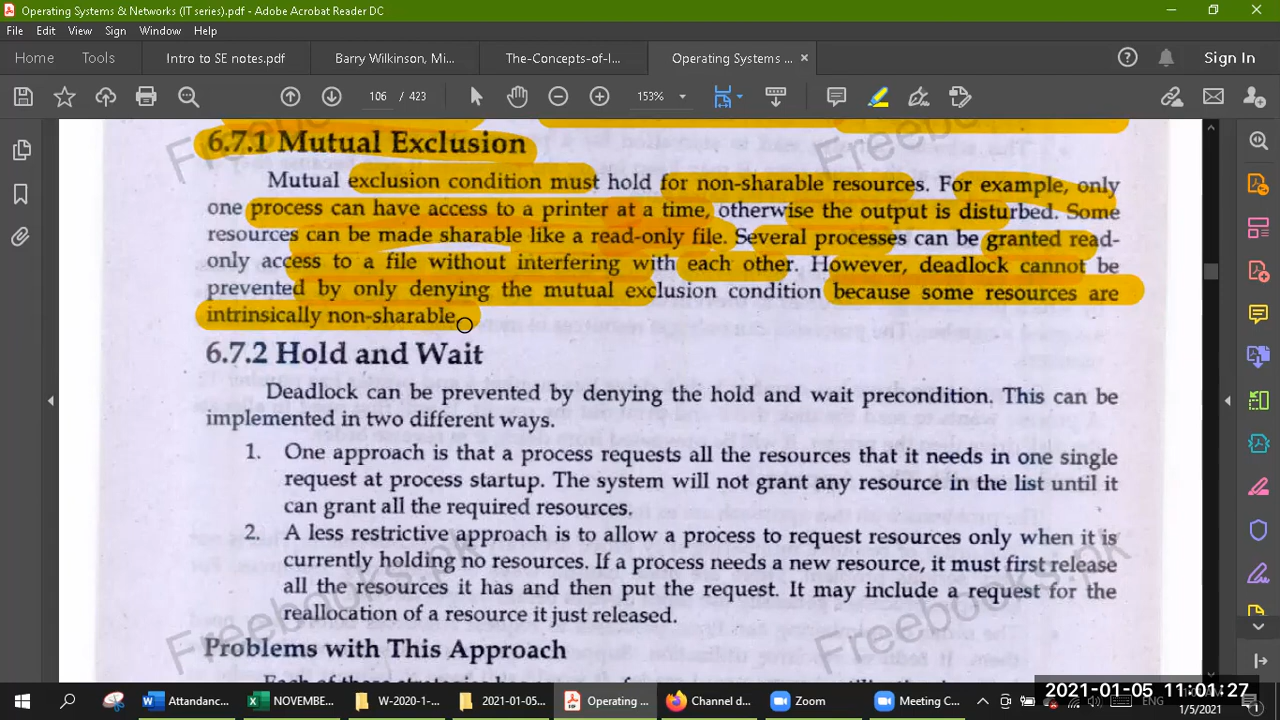 Operating Systems & Networks (IT series).pdf - Adobe Acrobat Reader DC
File Edit View Sign Window Help
Home Tools Intro to SE notes.pdf Barry Wilkinson, Mi... The-Concepts-of-I... Operating Systems ... × Sign In
106 / 423 153%
6.7.1 Mutual Exclusion
Mutual exclusion condition must hold for non-sharable resources. For example, only
one process can have access to a printer at a time, otherwise the output is disturbed. Some
resources can be made sharable like a read-only file. Several processes can be granted read-
only access to a file without interfering with each other. However, deadlock cannot be
prevented by only denying the mutual exclusion condition because some resources are
intrinsically non-sharable.
6.7.2 Hold and Wait
Deadlock can be prevented by denying the hold and wait precondition. This can be
implemented in two different ways.
1. One approach is that a process requests all the resources that it needs in one single
request at process startup. The system will not grant any resource in the list until it
can grant all the required resources.
2. A less restrictive approach is to allow a process to request resources only when it is
currently holding no resources. If a process needs a new resource, it must first release
all the resources it has and then put the request. It may include a request for the
reallocation of a resource it just released.
Freebooks.pk Freebooks.pk
Problems with This Approach
Attandanc... NOVEMBE... W-2020-1-... 2021-01-05... Operating ... Channel d... Zoom Meeting C... ENG 2021-01-05 11:04:27
1/5/2021